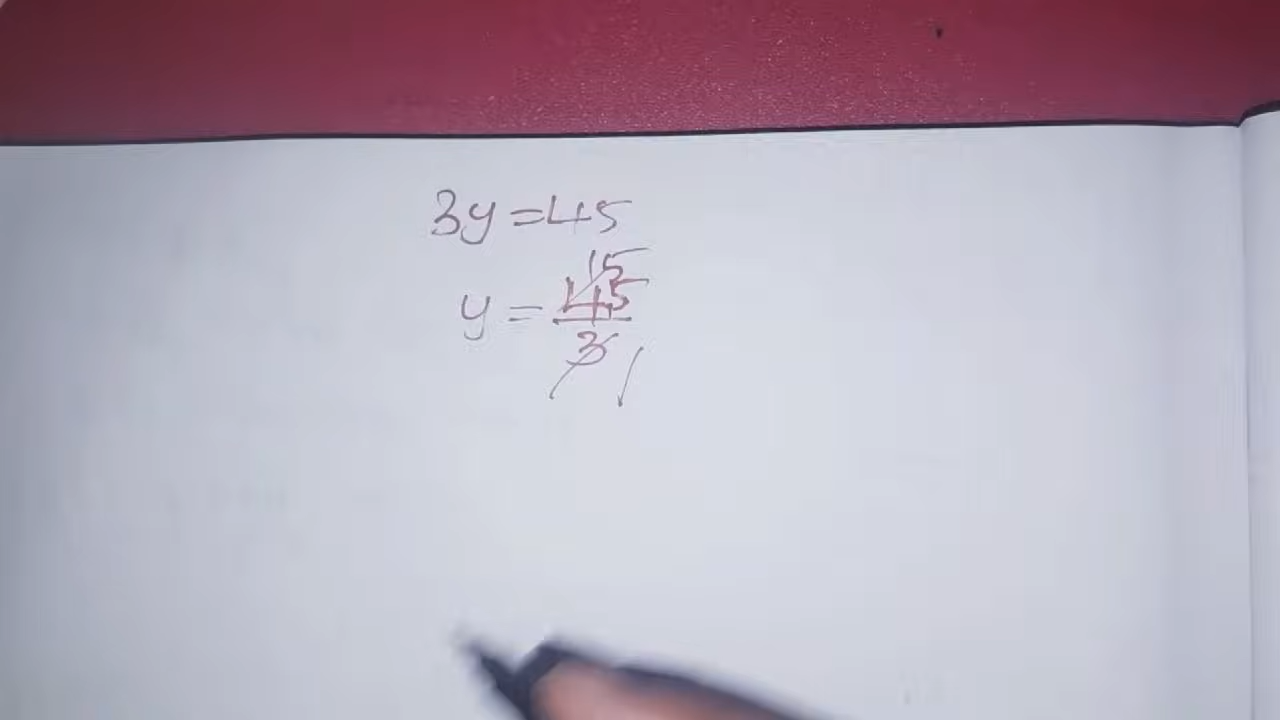 3y = 45
15
y = 45
3 1